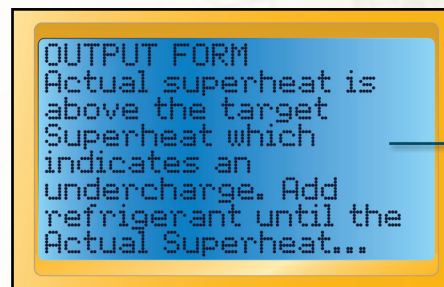 OUTPUT FORM
Actual superheat is
above the target
Superheat which
indicates an
undercharge. Add
refrigerant until the
Actual Superheat...